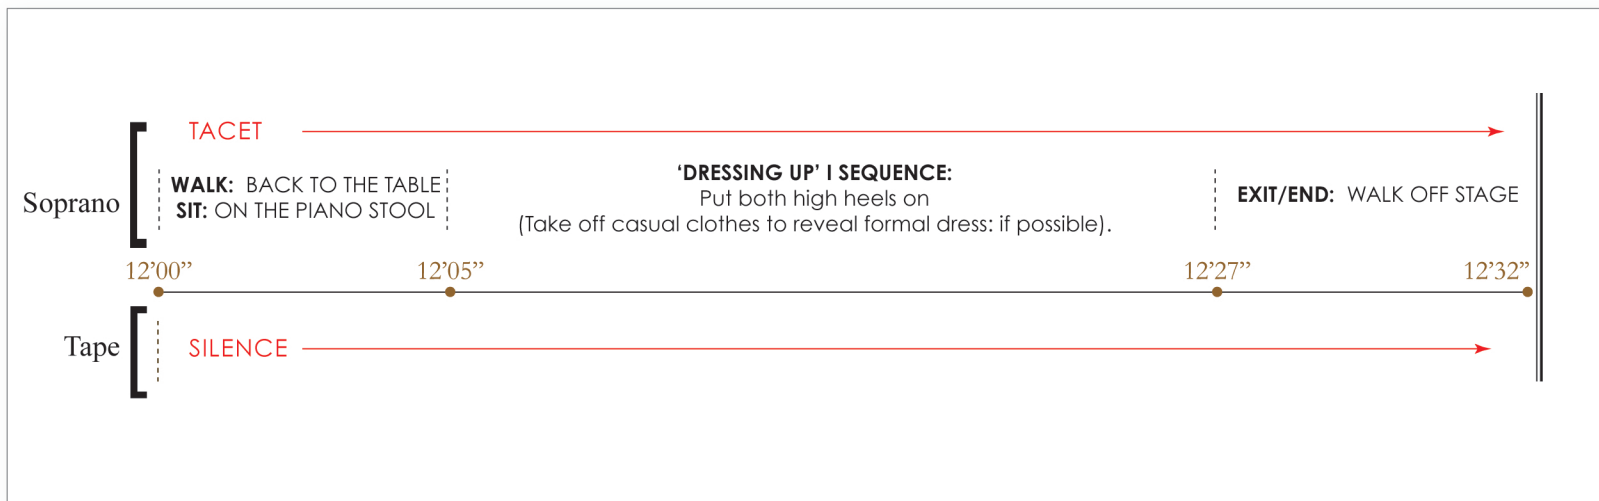 TACET
WALK: BACK TO THE TABLE
SIT: ON THE PIANO STOOL
‘DRESSING UP’ I SEQUENCE:
Put both high heels on
(Take off casual clothes to reveal formal dress: if possible).
EXIT/END: WALK OFF STAGE
Soprano
12’00” 12’05” 12’27” 12’32”
Tape
SILENCE